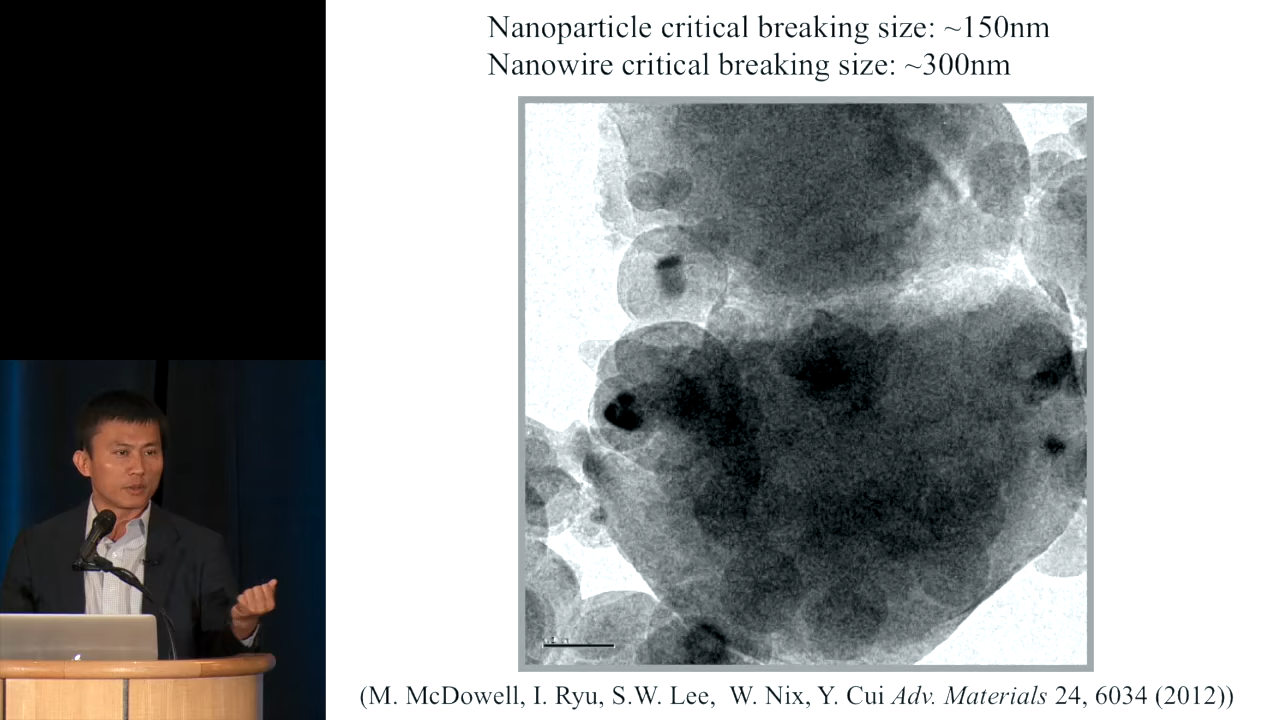 Nanoparticle critical breaking size: ~150nm
Nanowire critical breaking size: ~300nm
(M. McDowell, I. Ryu, S.W. Lee, W. Nix, Y. Cui Adv. Materials 24, 6034 (2012))